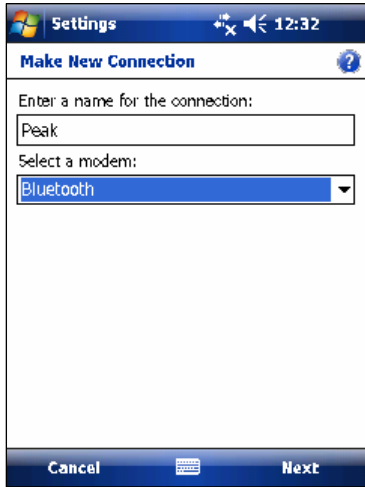 Settings 12:32
Make New Connection ?
Enter a name for the connection:
Peak
Select a modem:
Bluetooth
Cancel Next